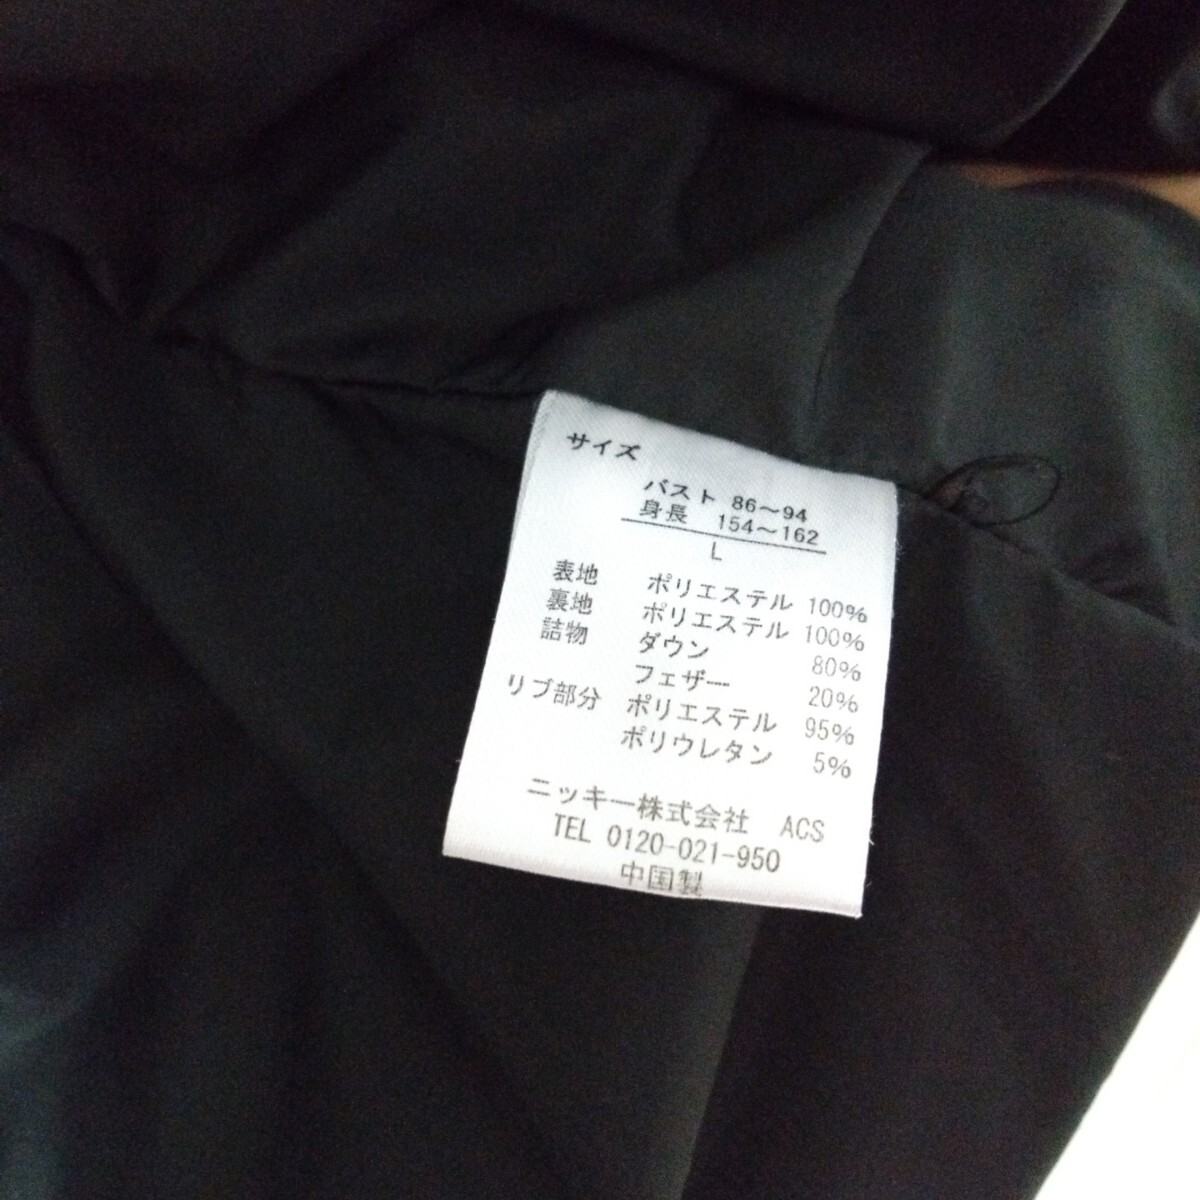 サイズ
バスト 86～94
身長 154～162
L
表地 ポリエステル 100%
裏地 ポリエステル 100%
詰物 ダウン 80%
フェザー 20%
リブ部分 ポリエステル 95%
ポリウレタン 5%
ニッキー株式会社 ACS
TEL 0120-021-950
中国製